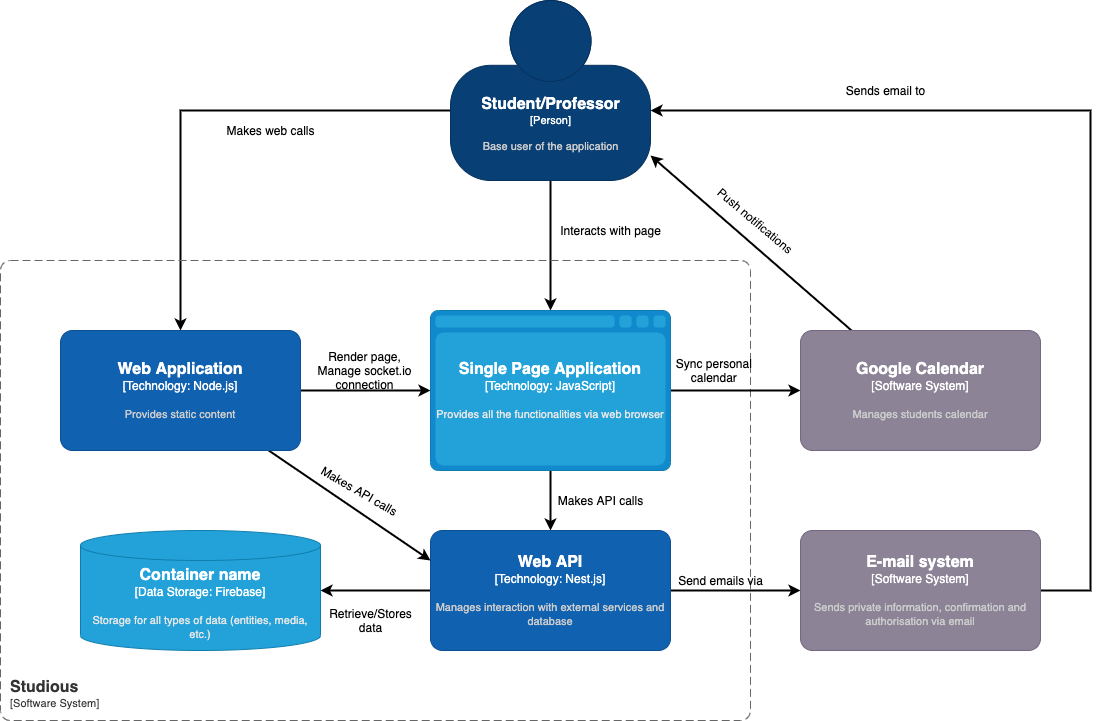 Student/Professor
[Person]
Base user of the application
Sends email to
Makes web calls
Push notifications
Interacts with page
Web Application
[Technology: Node.js]
Provides static content
Render page,
Manage socket.io
connection
Single Page Application
[Technology: JavaScript]
Provides all the functionalities via web browser
Sync personal
calendar
Google Calendar
[Software System]
Manages students calendar
Makes API calls
Makes API calls
Container name
[Data Storage: Firebase]
Storage for all types of data (entities, media,
etc.)
Retrieve/Stores
data
Web API
[Technology: Nest.js]
Manages interaction with external services and
database
Send emails via
E-mail system
[Software System]
Sends private information, confirmation and
authorisation via email
Studious
[Software System]